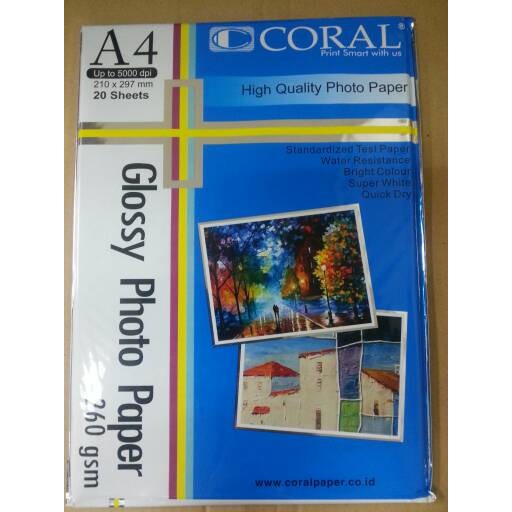 A4
Up to 5000 dpi
210 x 297 mm
20 Sheets
CORAL®
Print Smart with us
High Quality Photo Paper
Standardized Test Paper
Water Resistance
Bright Colour
Super White
Quick Dry
Glossy Photo Paper
260 gsm
www.coralpaper.co.id